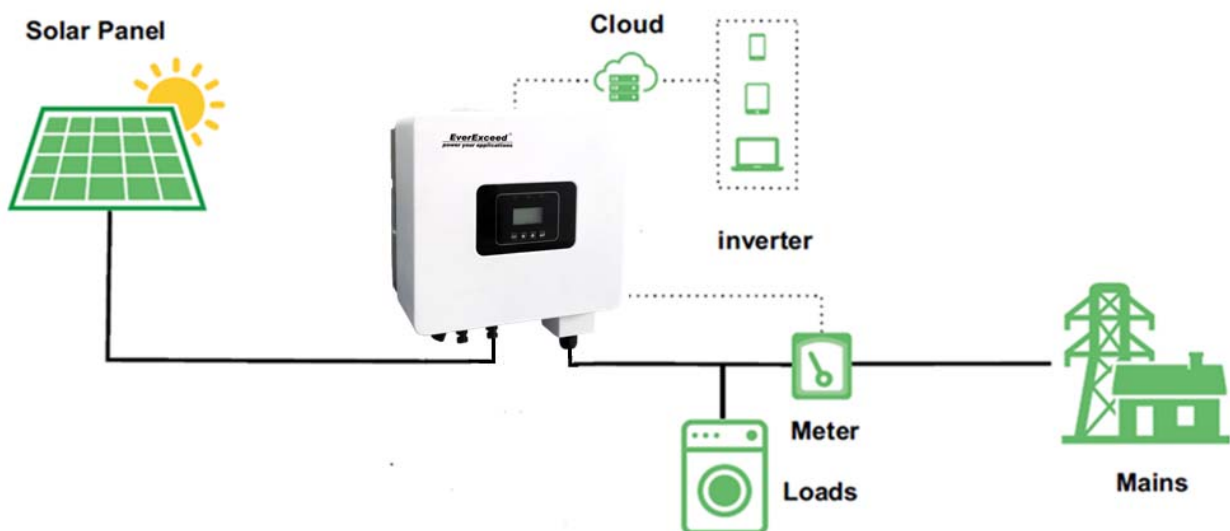 Solar Panel
Cloud
EverExceed
power your applications
inverter
Meter
Loads
Mains